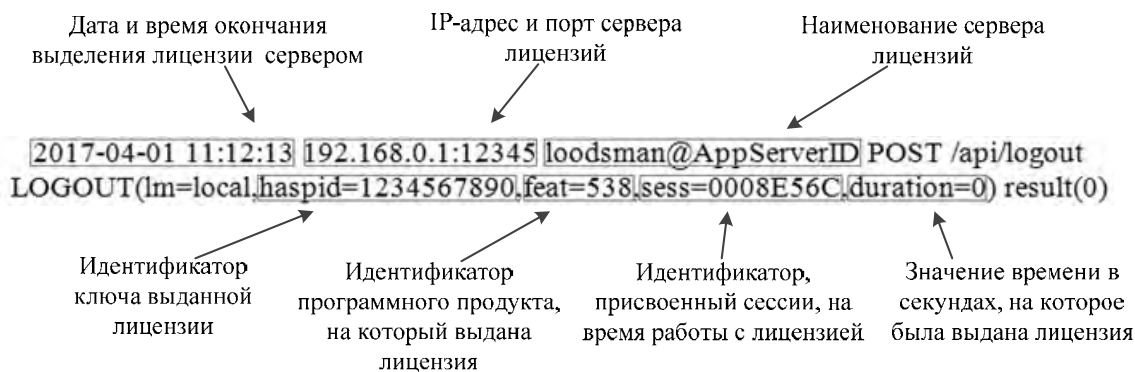 Дата и время окончания
выделения лицензии сервером
IP-адрес и порт сервера
лицензий
Наименование сервера
лицензий
2017-04-01 11:12:13 192.168.0.1:12345 loodsman@AppServerID POST /api/logout
LOGOUT(lm=local,haspid=1234567890,feat=538,sess=0008E56C,duration=0) result(0)
Идентификатор
ключа выданной
лицензии
Идентификатор
программного продукта,
на который выдана
лицензия
Идентификатор,
присвоенный сессии, на
время работы с лицензией
Значение времени в
секундах, на которое
была выдана лицензия